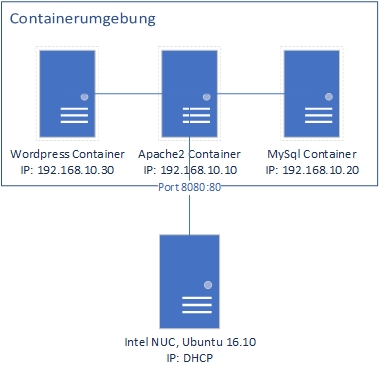 Containerumgebung
Wordpress Container
IP: 192.168.10.30
Apache2 Container
IP: 192.168.10.10
MySql Container
IP: 192.168.10.20
Port 8080:80
Intel NUC, Ubuntu 16.10
IP: DHCP